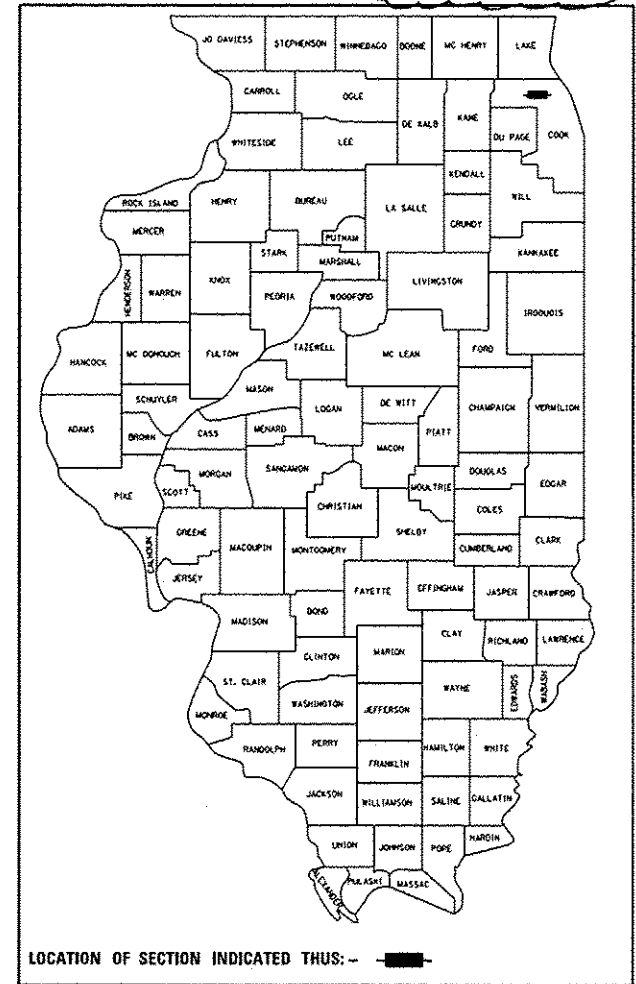 JO DAVIESS STEPHENSON WINNEBAGO BOONE MC HENRY LAKE
CARROLL OGLE DE KALB KANE DU PAGE COOK
WHITESIDE LEE
KENDALL WILL
ROCK ISLAND HENRY BUREAU LA SALLE GRUNDY
MERCER PUTNAM KANKAKEE
STARK MARSHALL
HENDERSON WARREN KNOX PEORIA WOODFORD LIVINGSTON IROQUOIS
HANCOCK MC DONOUGH FULTON TAZEWELL MC LEAN FORD
MASON
SCHUYLER LOGAN DE WITT CHAMPAIGN VERMILION
ADAMS BROWN CASS MENARD MACON PIATT
MORGAN SANGAMON DOUGLAS EDGAR
PIKE SCOTT CHRISTIAN MOULTRIE COLES
GREENE SHELBY CLARK
CALHOUN MACOUPIN MONTGOMERY CUMBERLAND
JERSEY FAYETTE EFFINGHAM JASPER CRAWFORD
MADISON BOND
CLAY RICHLAND LAWRENCE
CLINTON MARION
ST. CLAIR WAYNE EDWARDS WABASH
MONROE WASHINGTON JEFFERSON
RANDOLPH PERRY HAMILTON WHITE
FRANKLIN
JACKSON WILLIAMSON SALINE GALLATIN
UNION JOHNSON POPE HARDIN
ALEXANDER PULASKI MASSAC
LOCATION OF SECTION INDICATED THUS: -